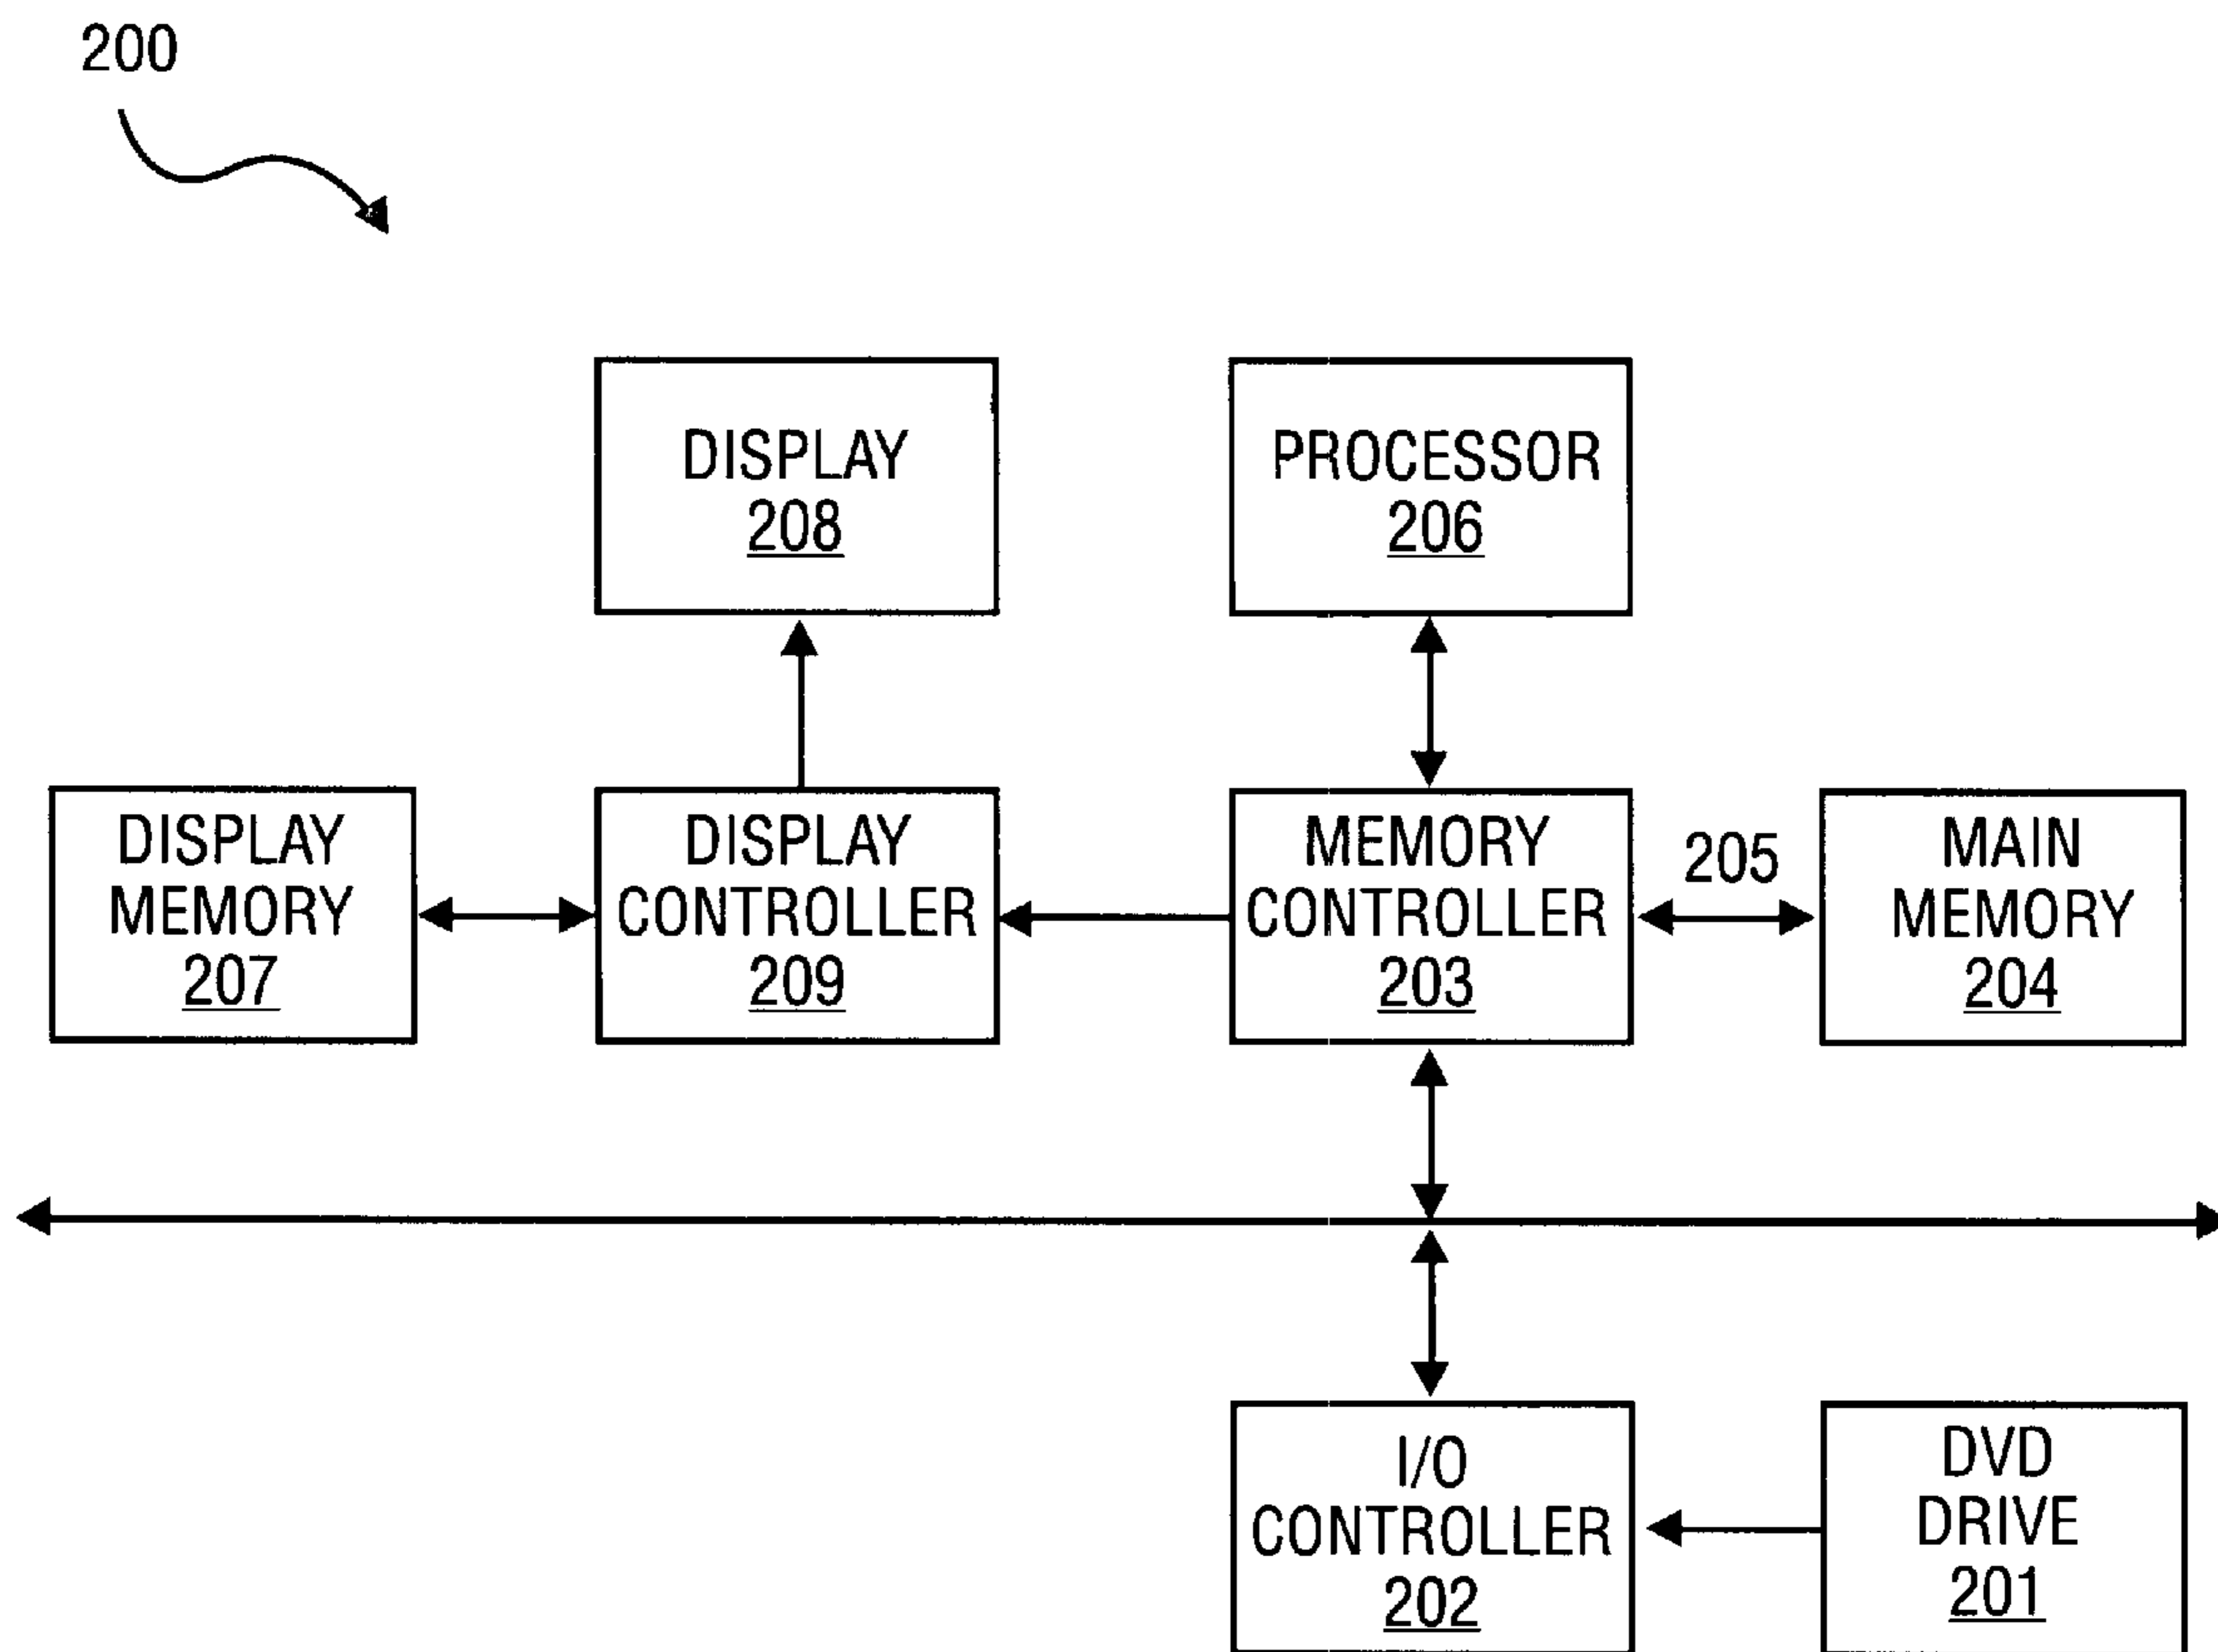 200
DISPLAY
208
PROCESSOR
206
DISPLAY
MEMORY
207
DISPLAY
CONTROLLER
209
MEMORY
CONTROLLER
203
205
MAIN
MEMORY
204
I/O
CONTROLLER
202
DVD
DRIVE
201